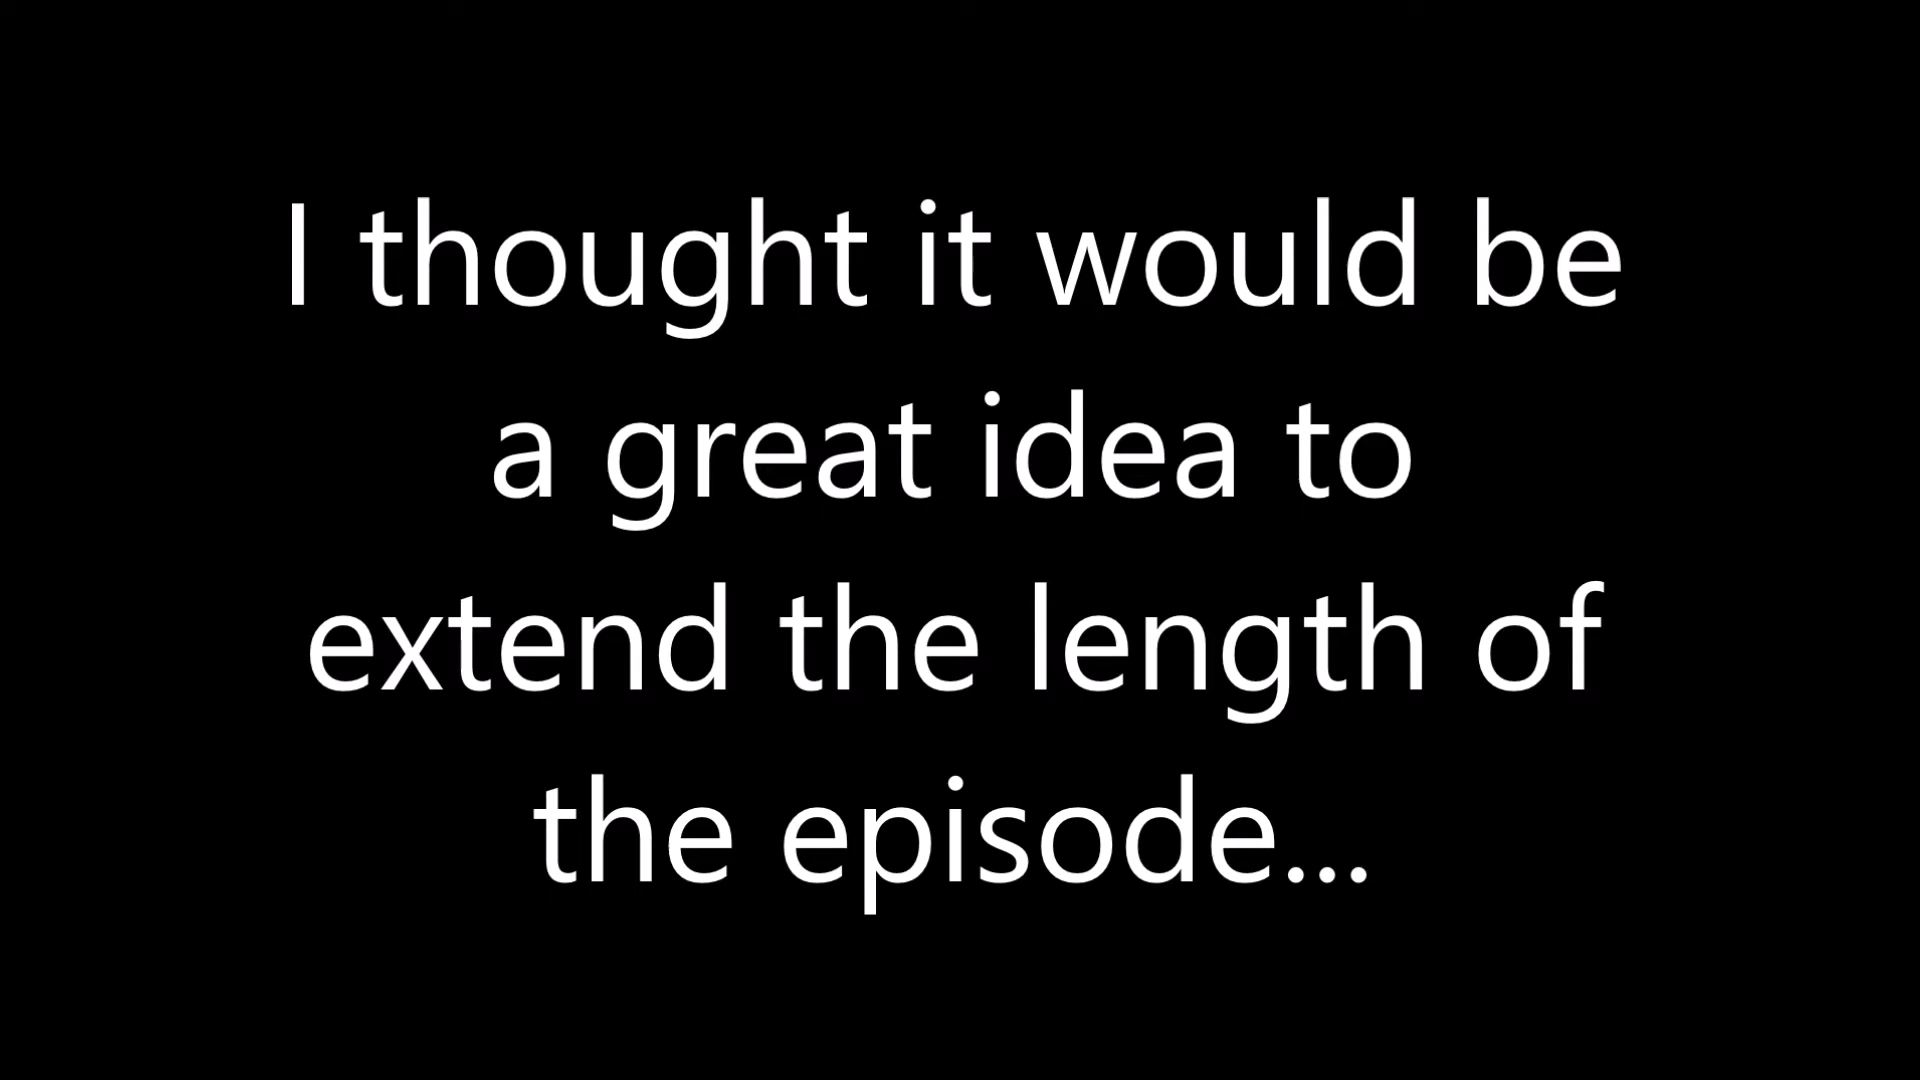 I thought it would be
a great idea to
extend the length of
the episode...